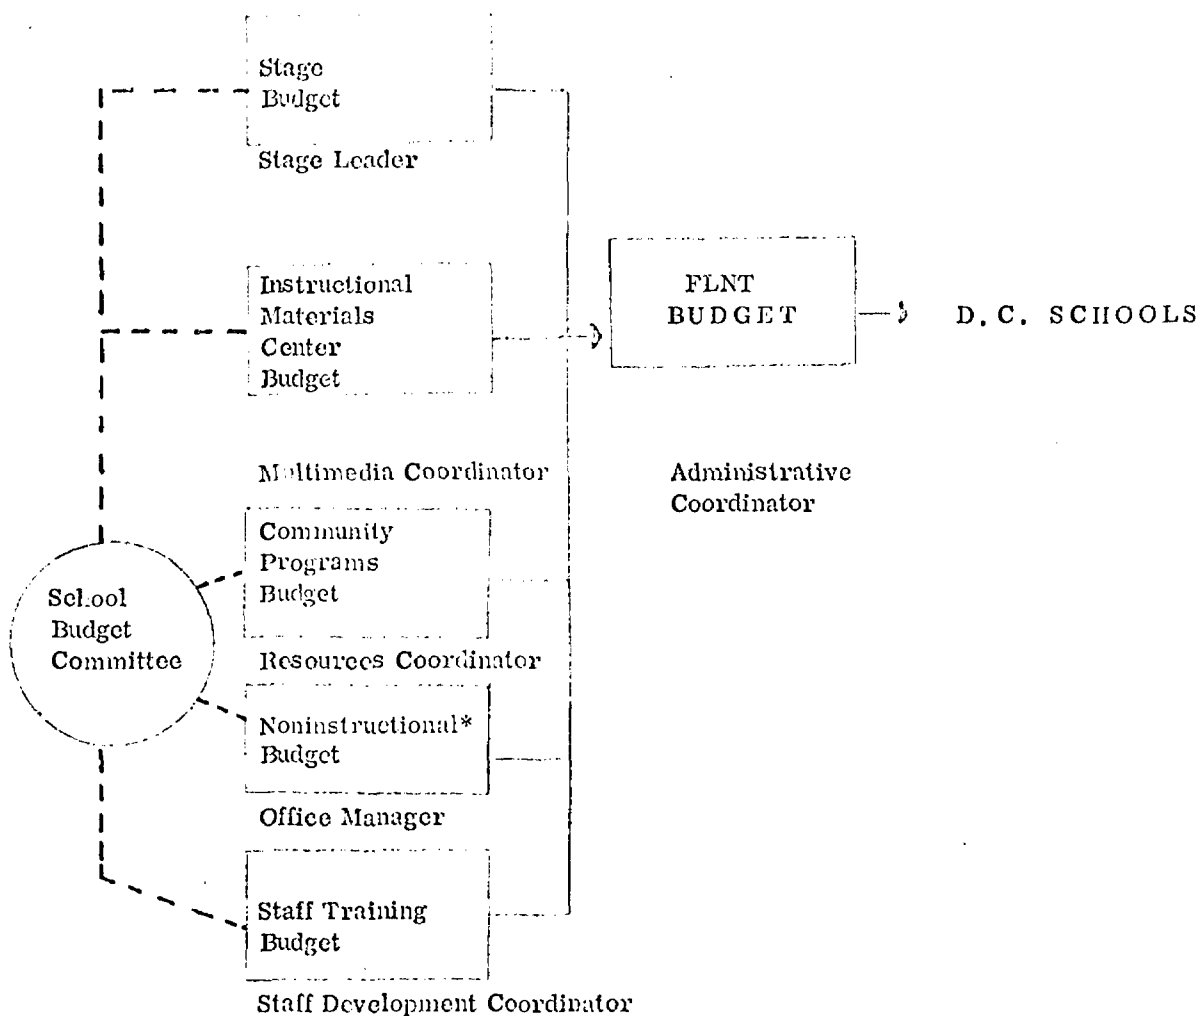 Stage
Budget
Stage Leader
Instructional
Materials
Center
Budget
FLNT
BUDGET
D.C. SCHOOLS
Multimedia Coordinator
Administrative
Coordinator
Community
Programs
Budget
School
Budget
Committee
Resources Coordinator
Noninstructional*
Budget
Office Manager
Staff Training
Budget
Staff Development Coordinator